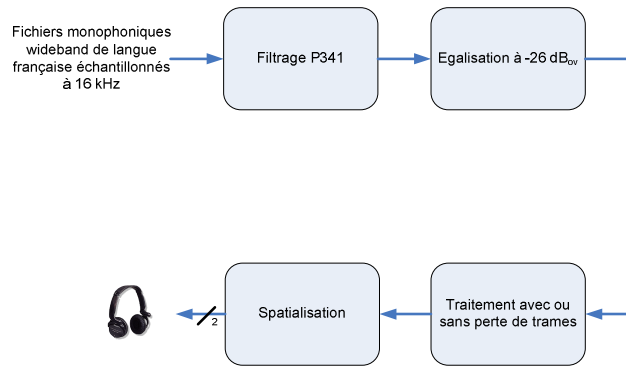 Fichiers monophoniques
wideband de langue
française échantillonnés
à 16 kHz
Filtrage P341
Egalisation à -26 dBov
Spatialisation
Traitement avec ou
sans perte de trames
2